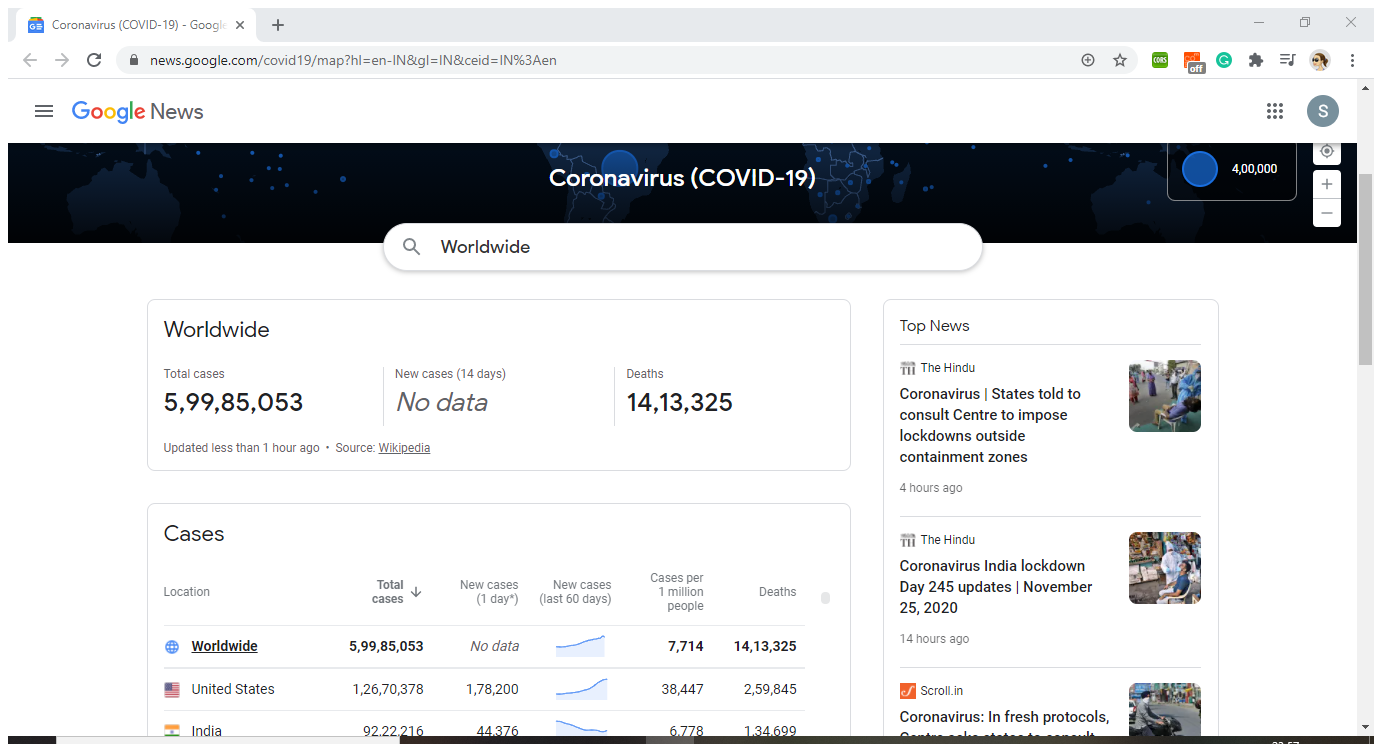 Coronavirus (COVID-19) - Google
news.google.com/covid19/map?hl=en-IN&gl=IN&ceid=IN%3Aen
CORS
off
Google News
S
Coronavirus (COVID-19)
4,00,000
Worldwide
Worldwide
Total cases
5,99,85,053
New cases (14 days)
No data
Deaths
14,13,325
Updated less than 1 hour ago • Source: Wikipedia
Cases
Location Total cases New cases (1 day*) New cases (last 60 days) Cases per 1 million people Deaths
Worldwide 5,99,85,053 No data 7,714 14,13,325
United States 1,26,70,378 1,78,200 38,447 2,59,845
India 92,22,216 44,376 6,778 1,34,699
Top News
The Hindu
Coronavirus | States told to
consult Centre to impose
lockdowns outside
containment zones
4 hours ago
The Hindu
Coronavirus India lockdown
Day 245 updates | November
25, 2020
14 hours ago
Scroll.in
Coronavirus: In fresh protocols,
Centre asks states to consult